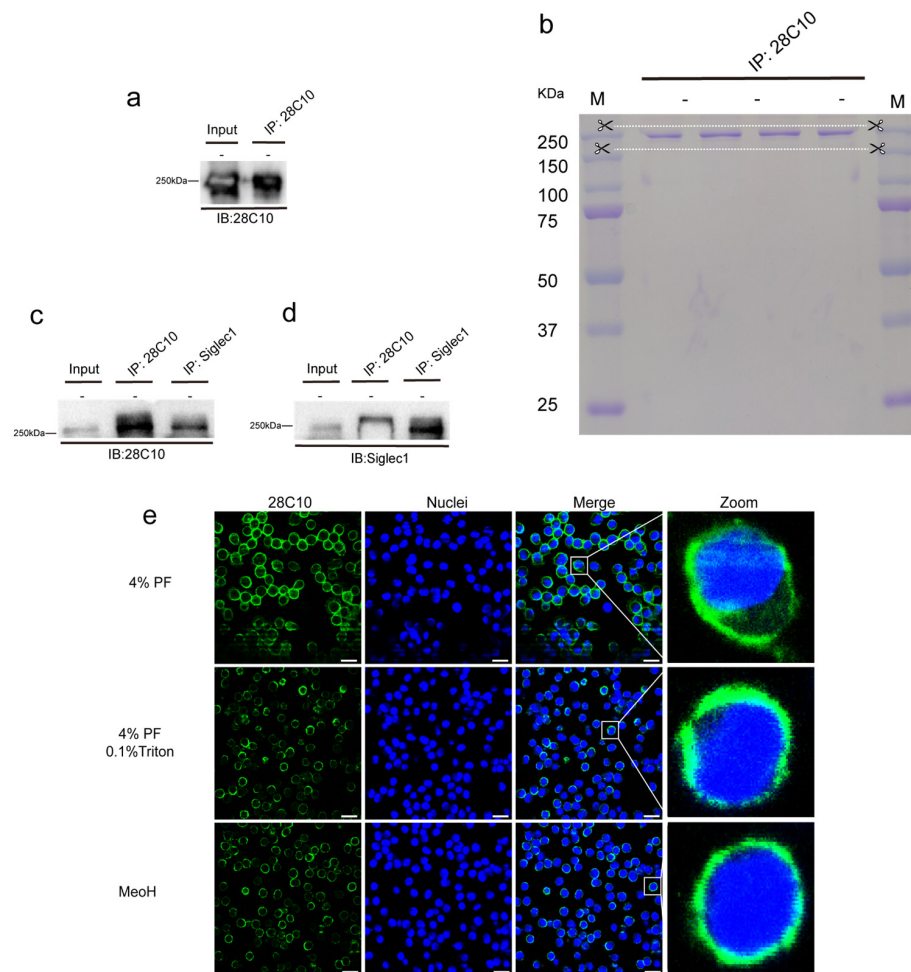 a
Input
IP: 28C10
-
-
250kDa
IB:28C10
b
IP: 28C10
KDa
M
-
-
-
M
250
150
100
75
50
37
25
c
Input
IP: 28C10
IP: Siglec1
-
-
-
250kDa
IB:28C10
d
Input
IP: 28C10
IP: Siglec1
-
-
-
250kDa
IB:Siglec1
e
28C10
Nuclei
Merge
Zoom
4% PF
4% PF
0.1%Triton
MeoH